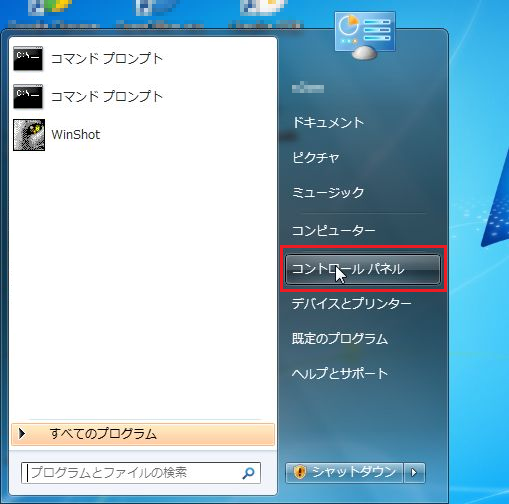 コマンド プロンプト
コマンド プロンプト
WinShot
すべてのプログラム
プログラムとファイルの検索
ドキュメント
ピクチャ
ミュージック
コンピューター
コントロール パネル
デバイスとプリンター
既定のプログラム
ヘルプとサポート
シャットダウン